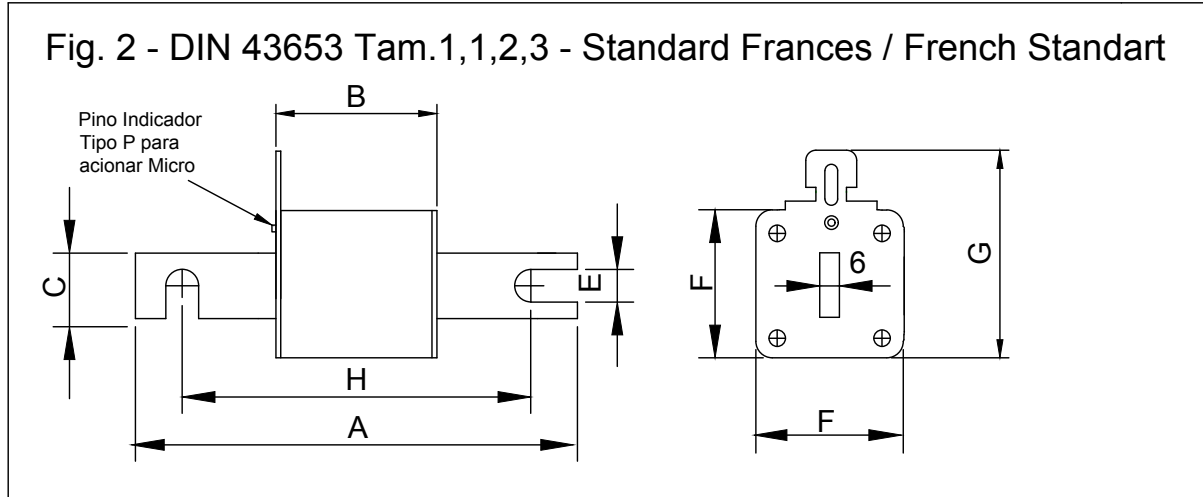 Fig. 2 - DIN 43653 Tam.1,1,2,3 - Standard Frances / French Standart
Pino Indicador
Tipo P para
acionar Micro
B
C
E
H
A
F
6
G
F